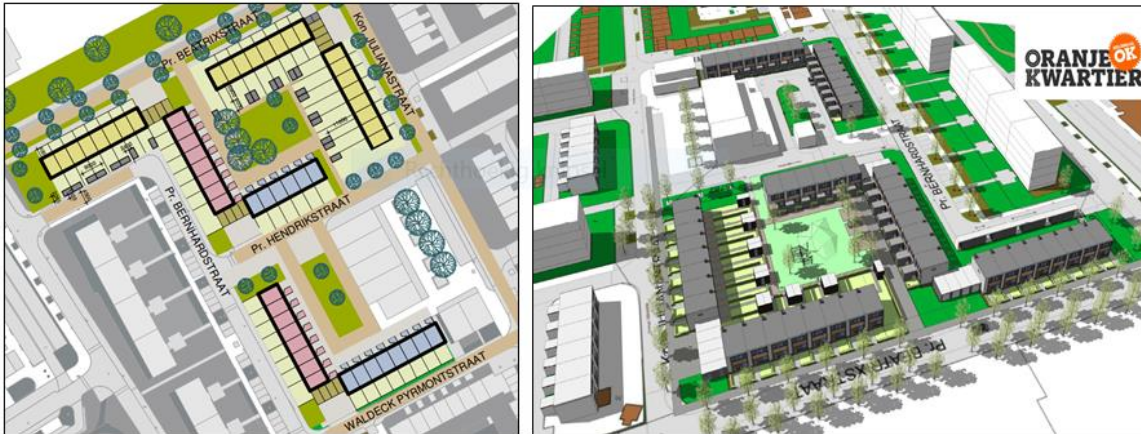 Pr. BEATRIXSTRAAT
Kon. JULIANASTRAAT
Pr. BERNHARDSTRAAT
Pr. HENDRIKSTRAAT
WALDECK PYRMONTSTRAAT
ORANJE
OK
KWARTIER
Pr. BERNHARDSTRAAT
Pr. BEATRIXSTRAAT